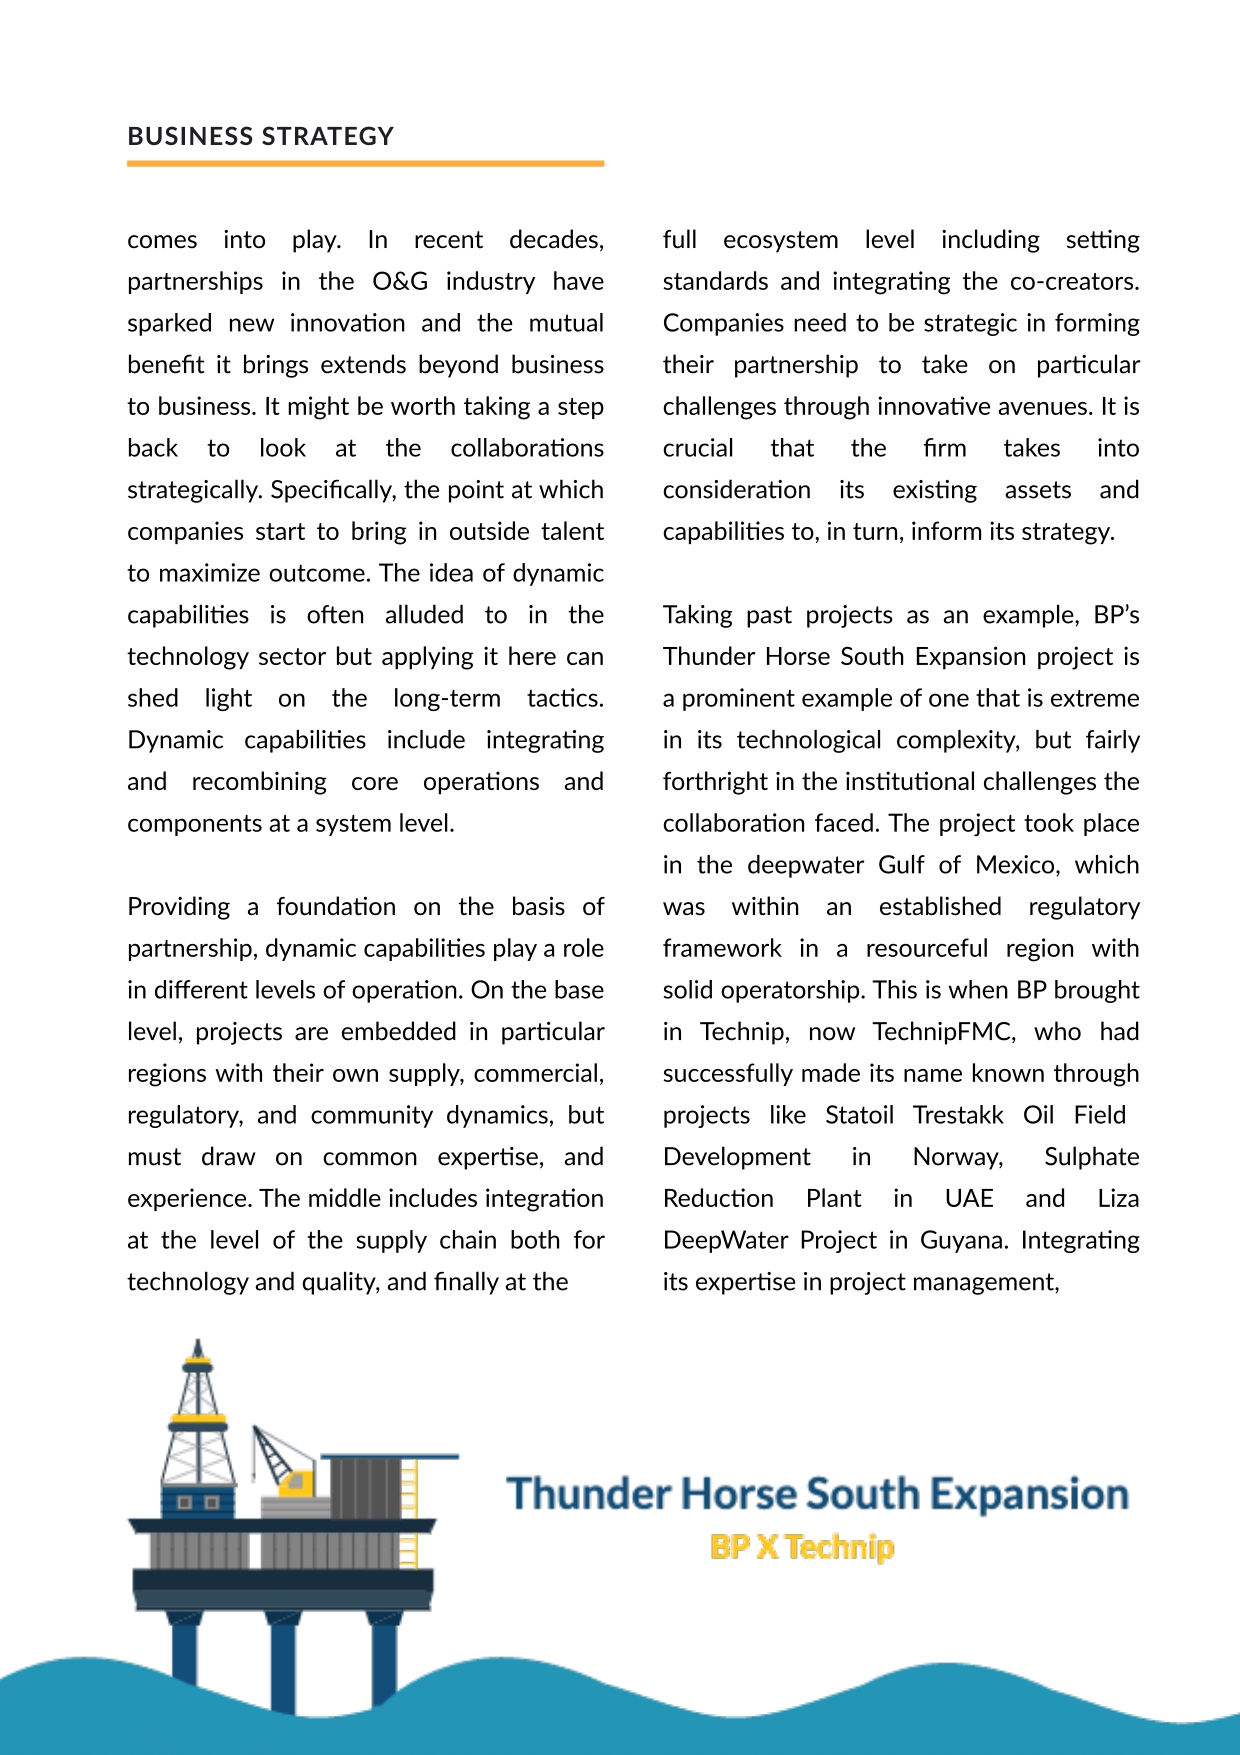 BUSINESS STRATEGY
comes into play. In recent decades,
partnerships in the O&G industry have
sparked new innovation and the mutual
benefit it brings extends beyond business
to business. It might be worth taking a step
back to look at the collaborations
strategically. Specifically, the point at which
companies start to bring in outside talent
to maximize outcome. The idea of dynamic
capabilities is often alluded to in the
technology sector but applying it here can
shed light on the long-term tactics.
Dynamic capabilities include integrating
and recombining core operations and
components at a system level.
Providing a foundation on the basis of
partnership, dynamic capabilities play a role
in different levels of operation. On the base
level, projects are embedded in particular
regions with their own supply, commercial,
regulatory, and community dynamics, but
must draw on common expertise, and
experience. The middle includes integration
at the level of the supply chain both for
technology and quality, and finally at the
full ecosystem level including setting
standards and integrating the co-creators.
Companies need to be strategic in forming
their partnership to take on particular
challenges through innovative avenues. It is
crucial that the firm takes into
consideration its existing assets and
capabilities to, in turn, inform its strategy.
Taking past projects as an example, BP’s
Thunder Horse South Expansion project is
a prominent example of one that is extreme
in its technological complexity, but fairly
forthright in the institutional challenges the
collaboration faced. The project took place
in the deepwater Gulf of Mexico, which
was within an established regulatory
framework in a resourceful region with
solid operatorship. This is when BP brought
in Technip, now TechnipFMC, who had
successfully made its name known through
projects like Statoil Trestakk Oil Field
Development in Norway, Sulphate
Reduction Plant in UAE and Liza
DeepWater Project in Guyana. Integrating
its expertise in project management,
Thunder Horse South Expansion
BP X Technip